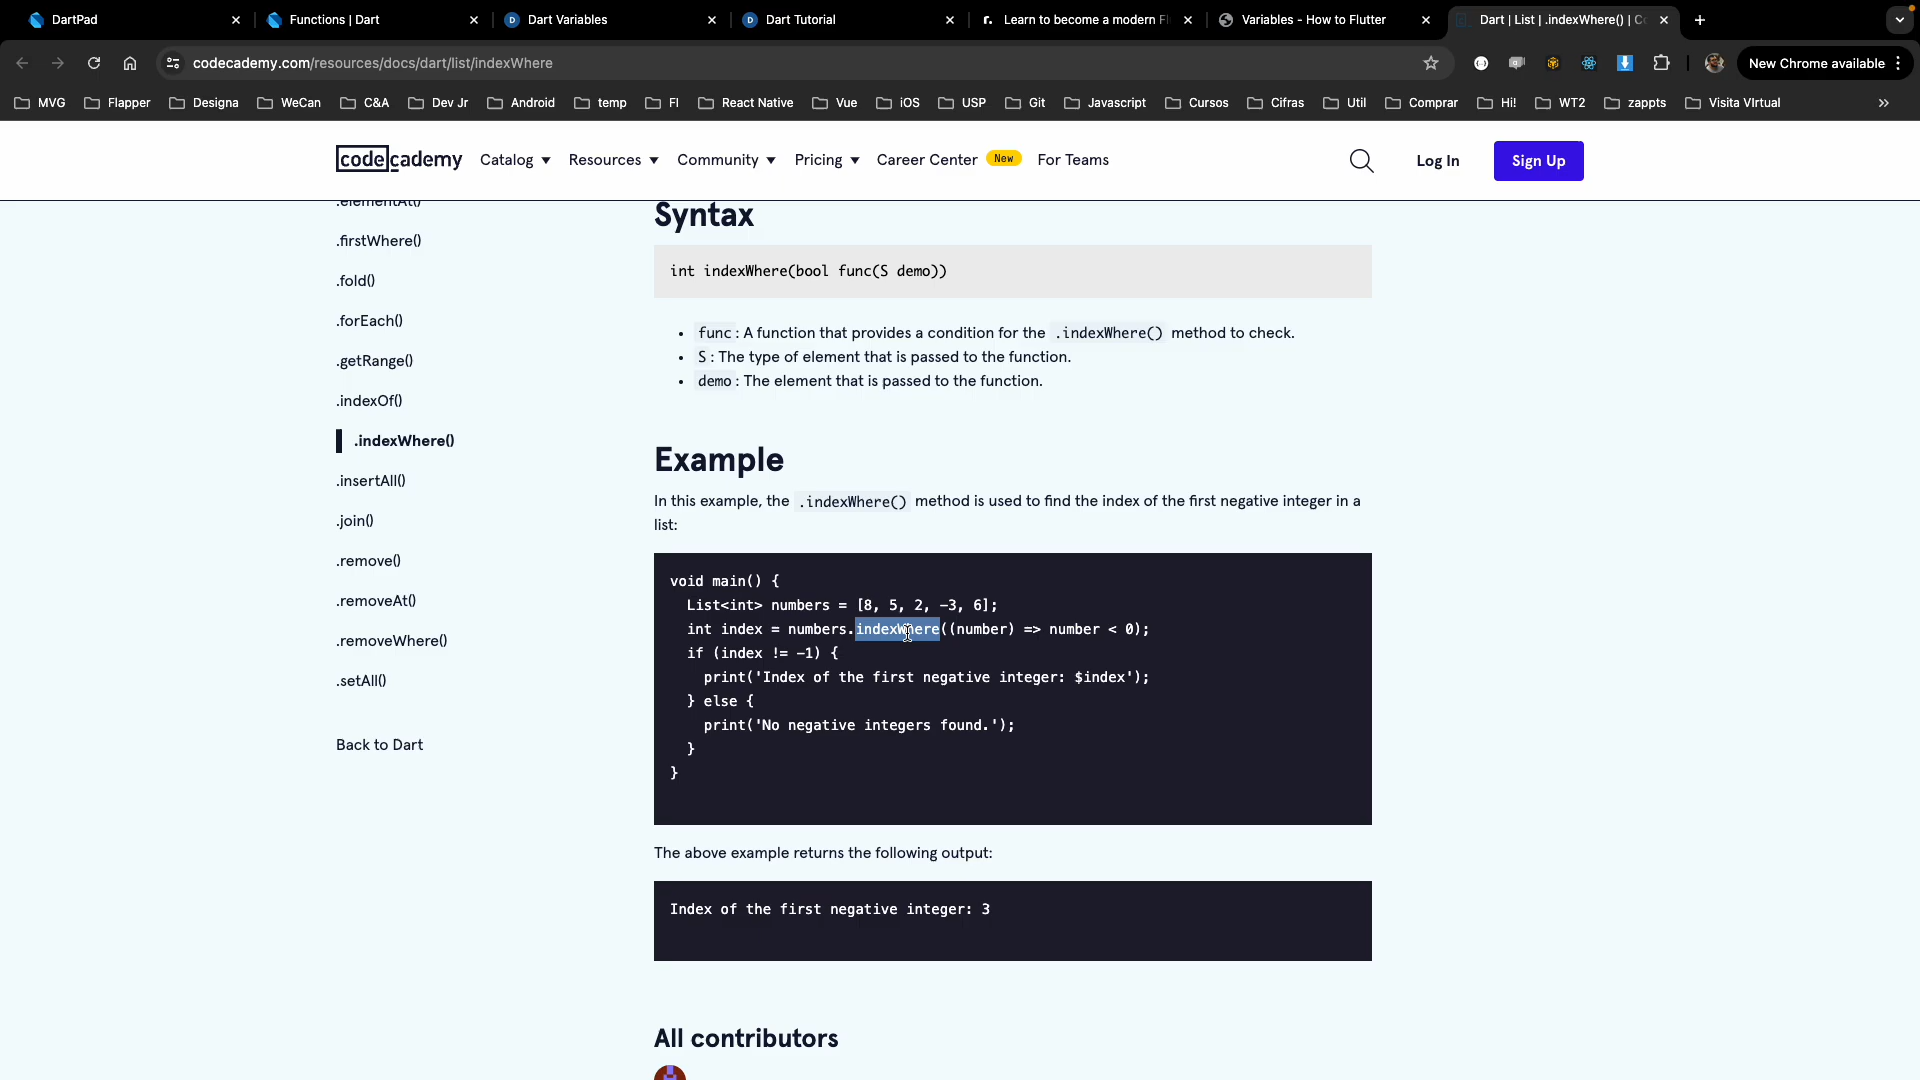 DartPad
Functions | Dart
Dart Variables
Dart Tutorial
Learn to become a modern Fl
Variables - How to Flutter
Dart | List | .indexWhere() | Co
codecademy.com/resources/docs/dart/list/indexWhere
New Chrome available
MVG
Flapper
Designa
WeCan
C&A
Dev Jr
Android
temp
FI
React Native
Vue
iOS
USP
Git
Javascript
Cursos
Cifras
Util
Comprar
Hi!
WT2
zappts
Visita VIrtual
codecademy
Catalog
Resources
Community
Pricing
Career Center New
For Teams
Log In
Sign Up
.elementAt()
.firstWhere()
.fold()
.forEach()
.getRange()
.indexOf()
.indexWhere()
.insertAll()
.join()
.remove()
.removeAt()
.removeWhere()
.setAll()
Back to Dart
Syntax
int indexWhere(bool func(S demo))
• func: A function that provides a condition for the .indexWhere() method to check.
• S: The type of element that is passed to the function.
• demo: The element that is passed to the function.
Example
In this example, the .indexWhere() method is used to find the index of the first negative integer in a
list:
void main() {
  List<int> numbers = [8, 5, 2, -3, 6];
  int index = numbers.indexWhere((number) => number < 0);
  if (index != -1) {
    print('Index of the first negative integer: $index');
  } else {
    print('No negative integers found.');
  }
}
The above example returns the following output:
Index of the first negative integer: 3
All contributors